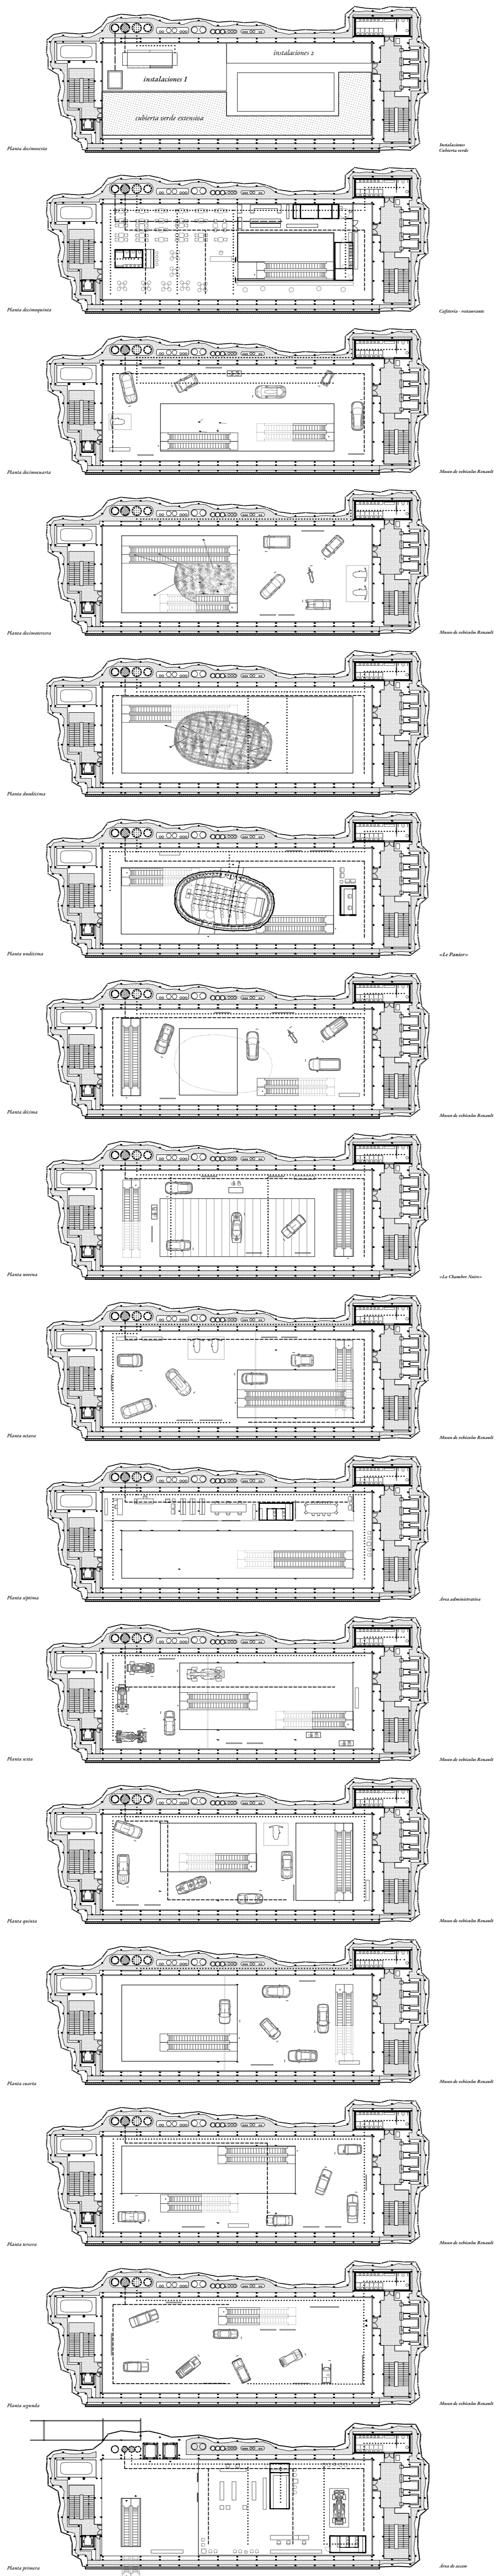 instalaciones 2
instalaciones 1
cubierta verde extensiva
Planta decimosexta
Instalaciones
Cubierta verde
Planta decimoquinta
Cafetería - restaurante
Planta decimocuarta
Museo de vehículos Renault
Planta decimotercera
Museo de vehículos Renault
Planta duodécima
Planta undécima
«Le Panier»
Planta décima
Museo de vehículos Renault
Planta novena
«La Chambre Noire»
Planta octava
Museo de vehículos Renault
Planta séptima
Área administrativa
Planta sexta
Museo de vehículos Renault
Planta quinta
Museo de vehículos Renault
Planta cuarta
Museo de vehículos Renault
Planta tercera
Museo de vehículos Renault
Planta segunda
Museo de vehículos Renault
Planta primera
Área de acceso